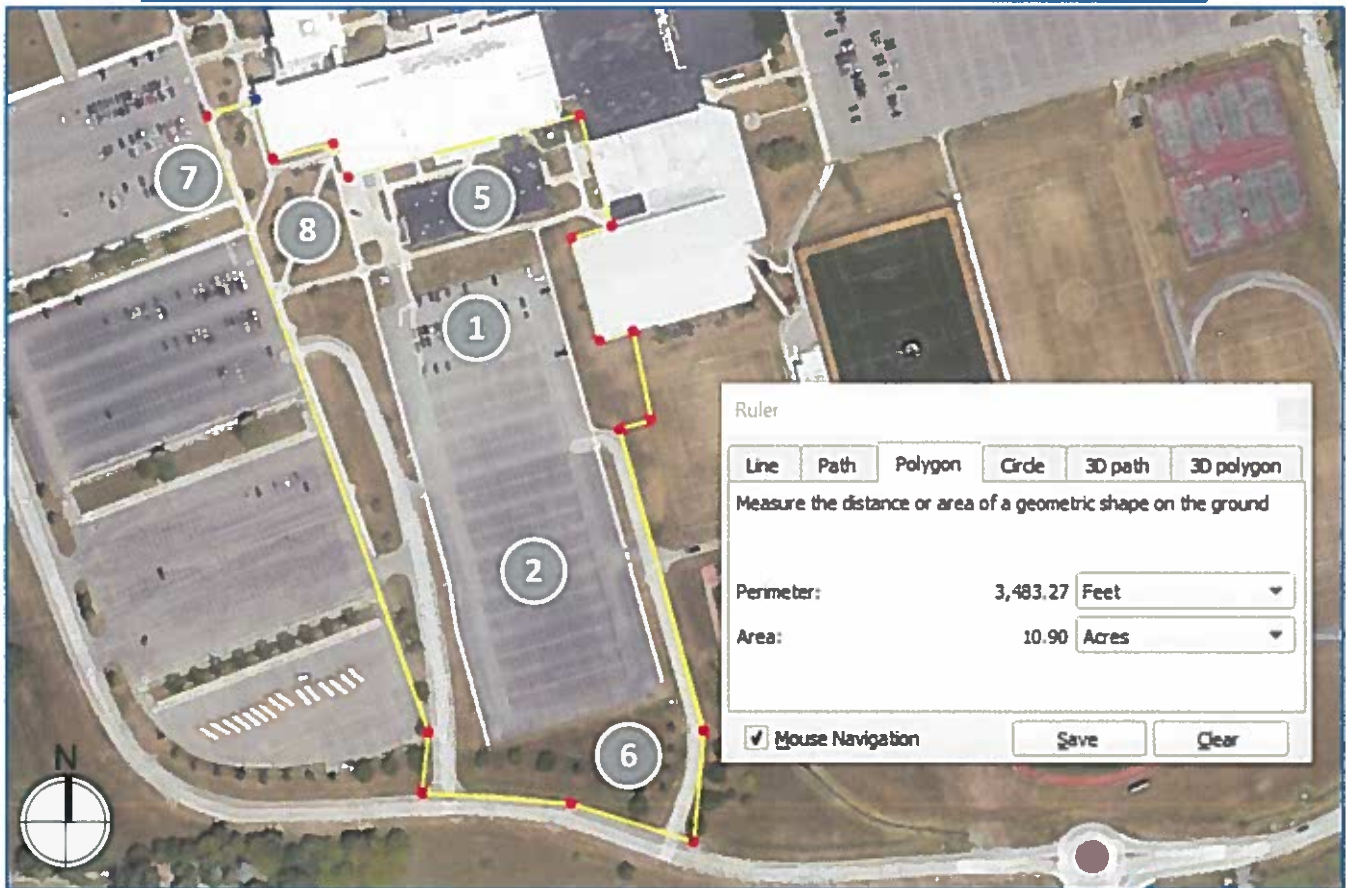 7
8
5
1
2
6
N
Ruler
Line Path Polygon Circle 3D path 3D polygon
Measure the distance or area of a geometric shape on the ground
Perimeter: 3,483.27 Feet
Area: 10.90 Acres
Mouse Navigation Save Clear